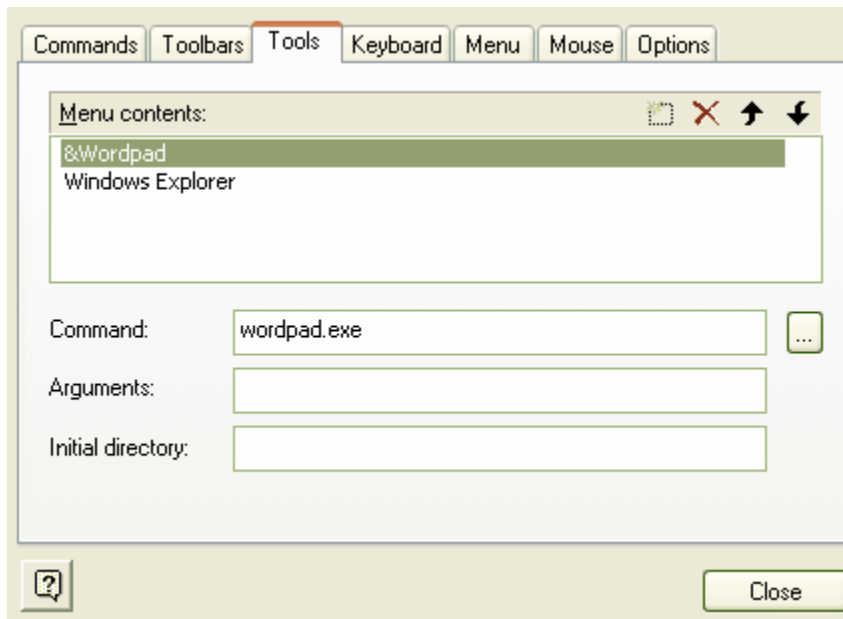 Commands Toolbars Tools Keyboard Menu Mouse Options
Menu contents:
&Wordpad
Windows Explorer
Command: wordpad.exe ...
Arguments:
Initial directory:
? Close